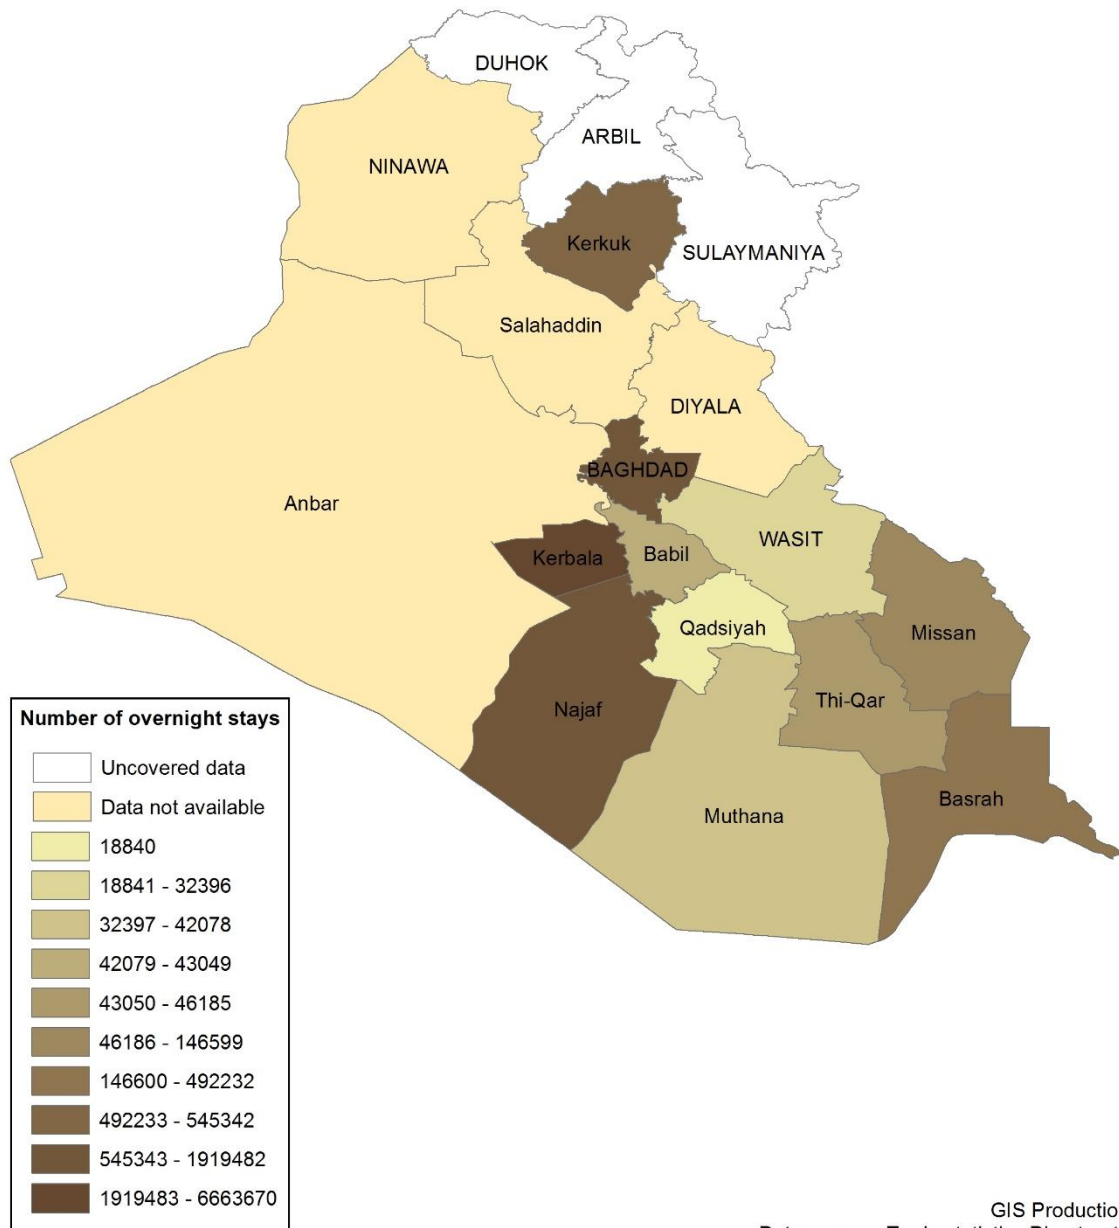 DUHOK
ARBIL
NINAWA
Kerkuk
SULAYMANIYA
Salahaddin
DIYALA
BAGHDAD
Anbar
WASIT
Kerbala
Babil
Qadsiyah
Missan
Thi-Qar
Najaf
Basrah
Muthana
Number of overnight stays
Uncovered data
Data not available
18840
18841 - 32396
32397 - 42078
42079 - 43049
43050 - 46185
46186 - 146599
146600 - 492232
492233 - 545342
545343 - 1919482
1919483 - 6663670
GIS Productio